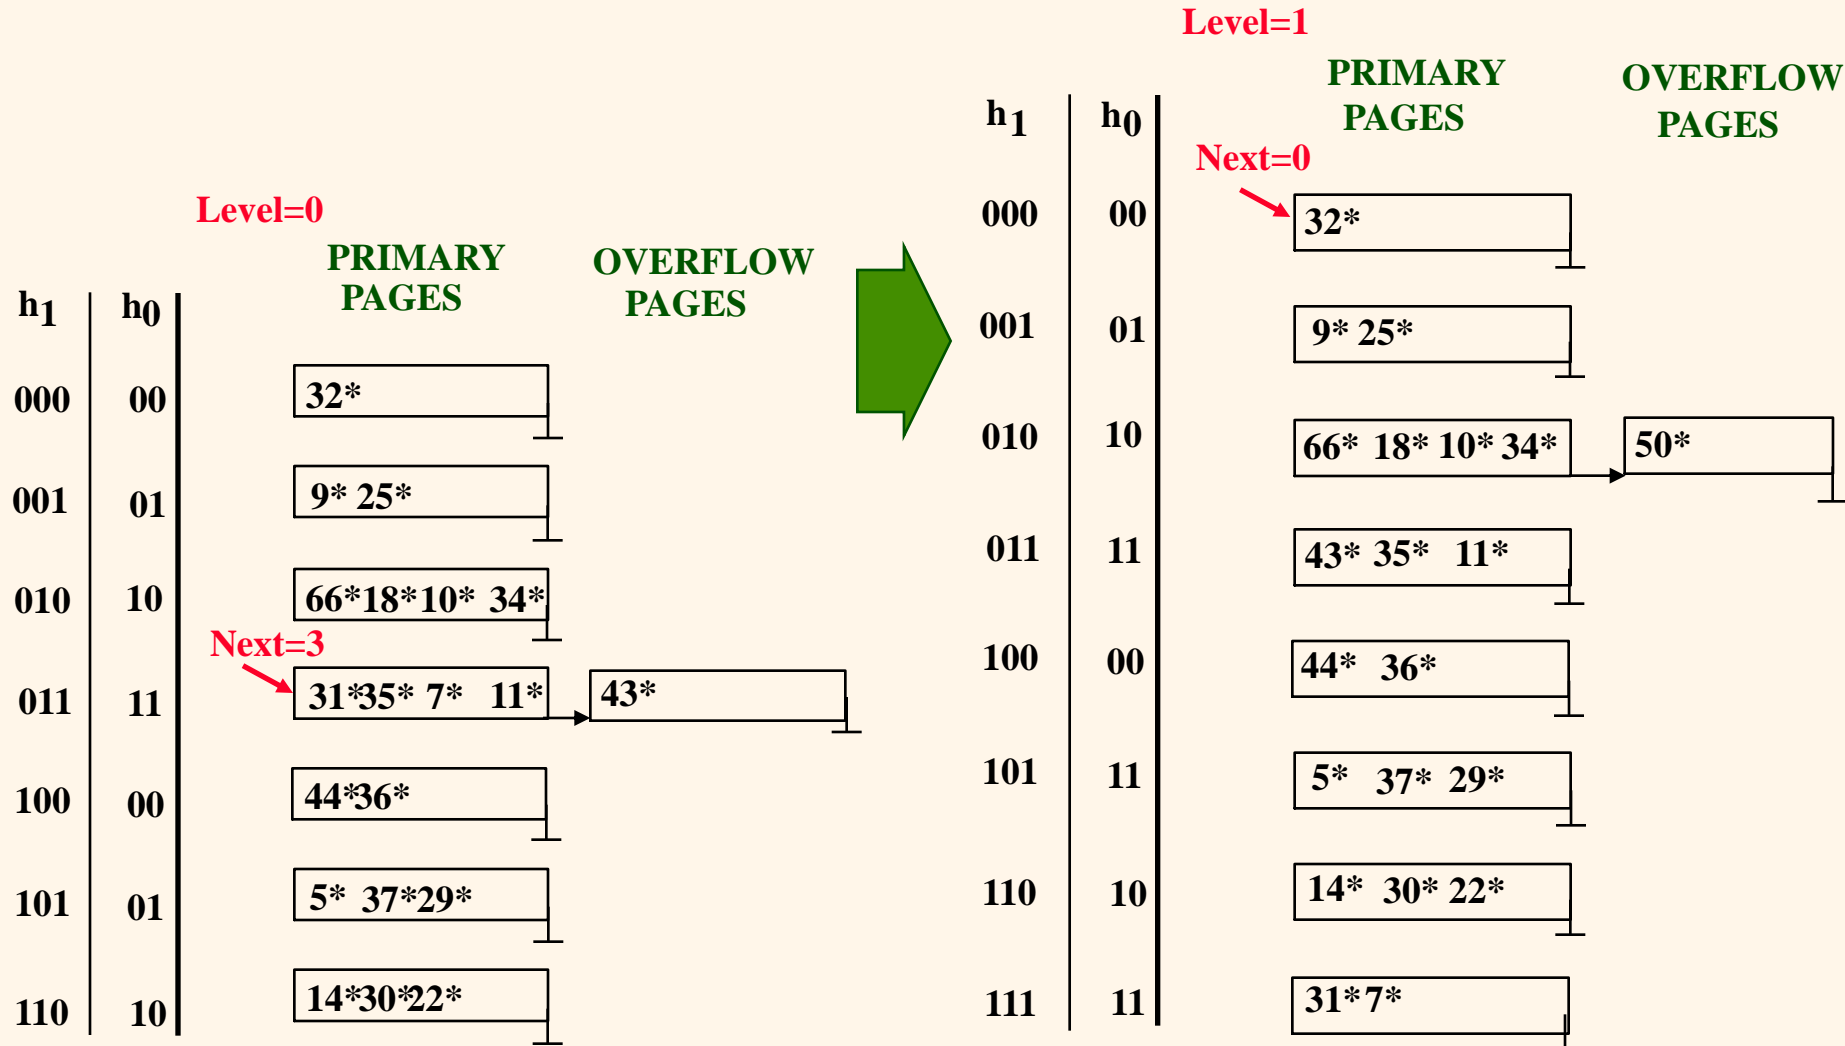 Level=0
PRIMARY
PAGES
OVERFLOW
PAGES
h1 h0
000 00 32*
001 01 9* 25*
010 10 66* 18* 10* 34*
Next=3
011 11 31* 35* 7* 11* 43*
100 00 44* 36*
101 01 5* 37* 29*
110 10 14* 30* 22*
Level=1
PRIMARY
PAGES
OVERFLOW
PAGES
h1 h0
Next=0
000 00 32*
001 01 9* 25*
010 10 66* 18* 10* 34* 50*
011 11 43* 35* 11*
100 00 44* 36*
101 11 5* 37* 29*
110 10 14* 30* 22*
111 11 31* 7*